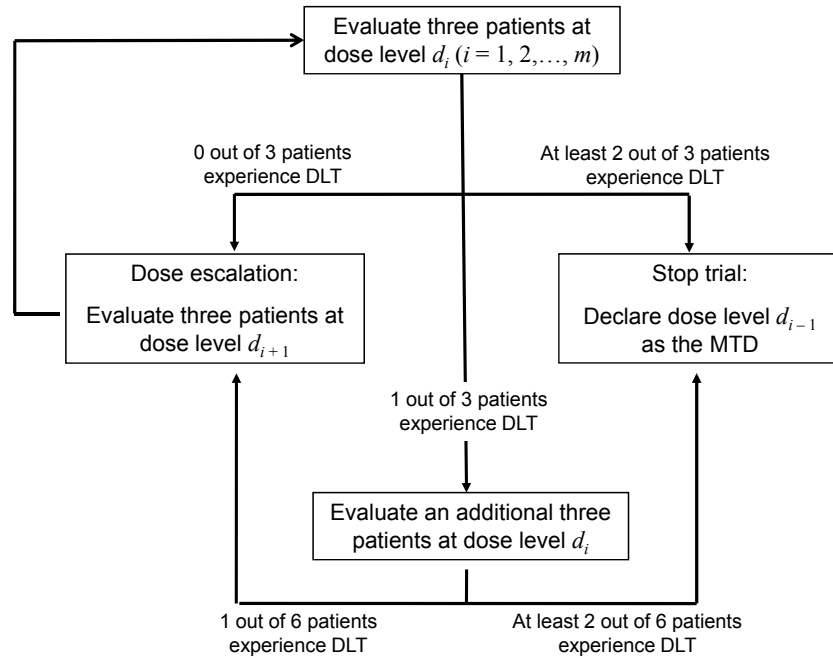 Evaluate three patients at
dose level d_i (i = 1, 2,…, m)
0 out of 3 patients
experience DLT
At least 2 out of 3 patients
experience DLT
Dose escalation:
Evaluate three patients at
dose level d_{i + 1}
Stop trial:
Declare dose level d_{i – 1}
as the MTD
1 out of 3 patients
experience DLT
Evaluate an additional three
patients at dose level d_i
1 out of 6 patients
experience DLT
At least 2 out of 6 patients
experience DLT